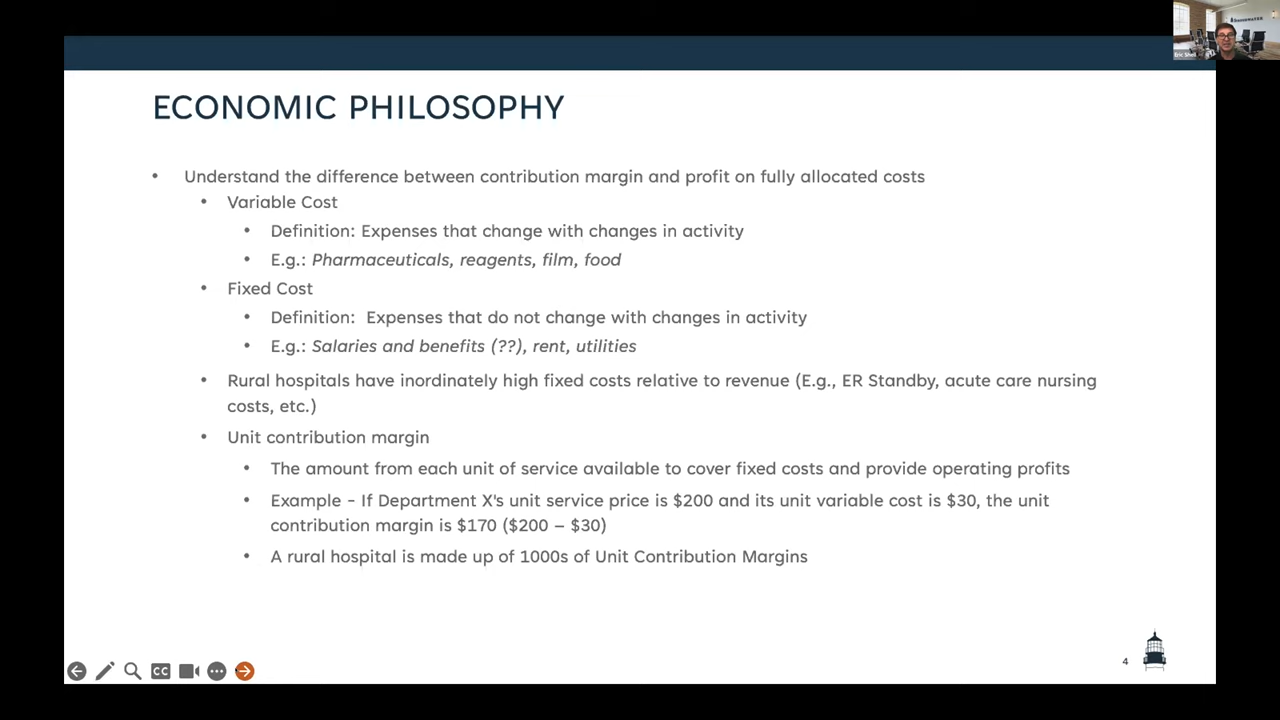 STROUDWATER
Eric Shell
ECONOMIC PHILOSOPHY
• Understand the difference between contribution margin and profit on fully allocated costs
• Variable Cost
• Definition: Expenses that change with changes in activity
• E.g.: Pharmaceuticals, reagents, film, food
• Fixed Cost
• Definition:  Expenses that do not change with changes in activity
• E.g.: Salaries and benefits (??), rent, utilities
• Rural hospitals have inordinately high fixed costs relative to revenue (E.g., ER Standby, acute care nursing
costs, etc.)
• Unit contribution margin
• The amount from each unit of service available to cover fixed costs and provide operating profits
• Example – If Department X's unit service price is $200 and its unit variable cost is $30, the unit
contribution margin is $170 ($200 – $30)
• A rural hospital is made up of 1000s of Unit Contribution Margins
4
CC